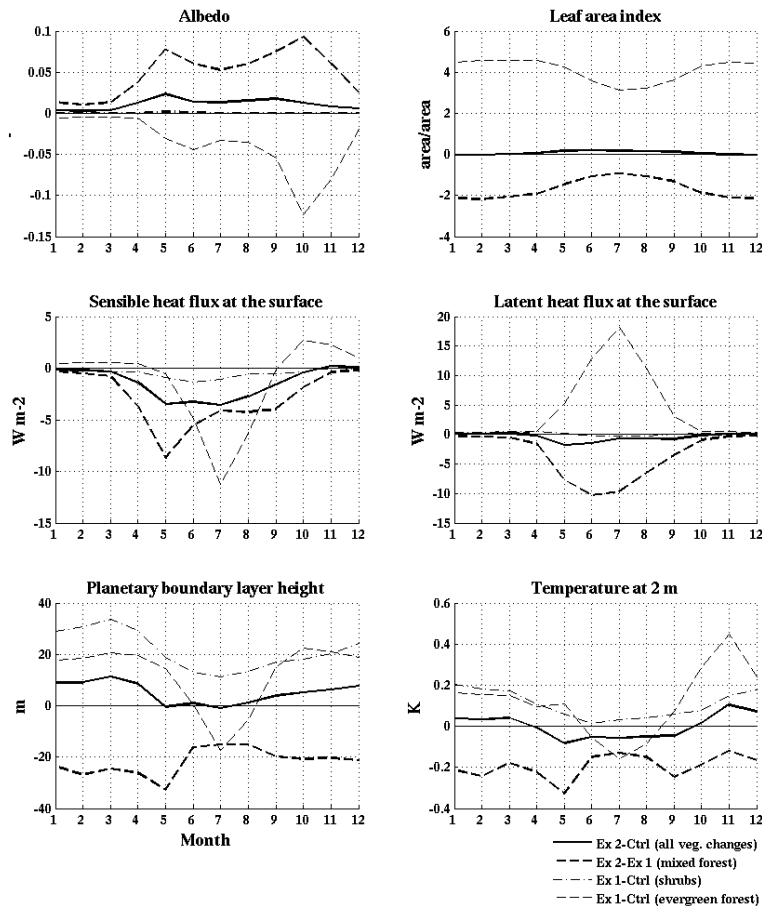 Albedo
0.1
0.05
0
-0.05
-0.1
-0.15
-
1 2 3 4 5 6 7 8 9 10 11 12
Leaf area index
6
4
2
0
-2
-4
area/area
1 2 3 4 5 6 7 8 9 10 11 12
Sensible heat flux at the surface
5
0
-5
-10
-15
W m-2
1 2 3 4 5 6 7 8 9 10 11 12
Latent heat flux at the surface
20
15
10
5
0
-5
-10
-15
W m-2
1 2 3 4 5 6 7 8 9 10 11 12
Planetary boundary layer height
40
20
0
-20
-40
m
1 2 3 4 5 6 7 8 9 10 11 12
Month
Temperature at 2 m
0.6
0.4
0.2
0
-0.2
-0.4
K
1 2 3 4 5 6 7 8 9 10 11 12
Ex 2-Ctrl (all veg. changes)
Ex 2-Ex 1 (mixed forest)
Ex 1-Ctrl (shrubs)
Ex 1-Ctrl (evergreen forest)